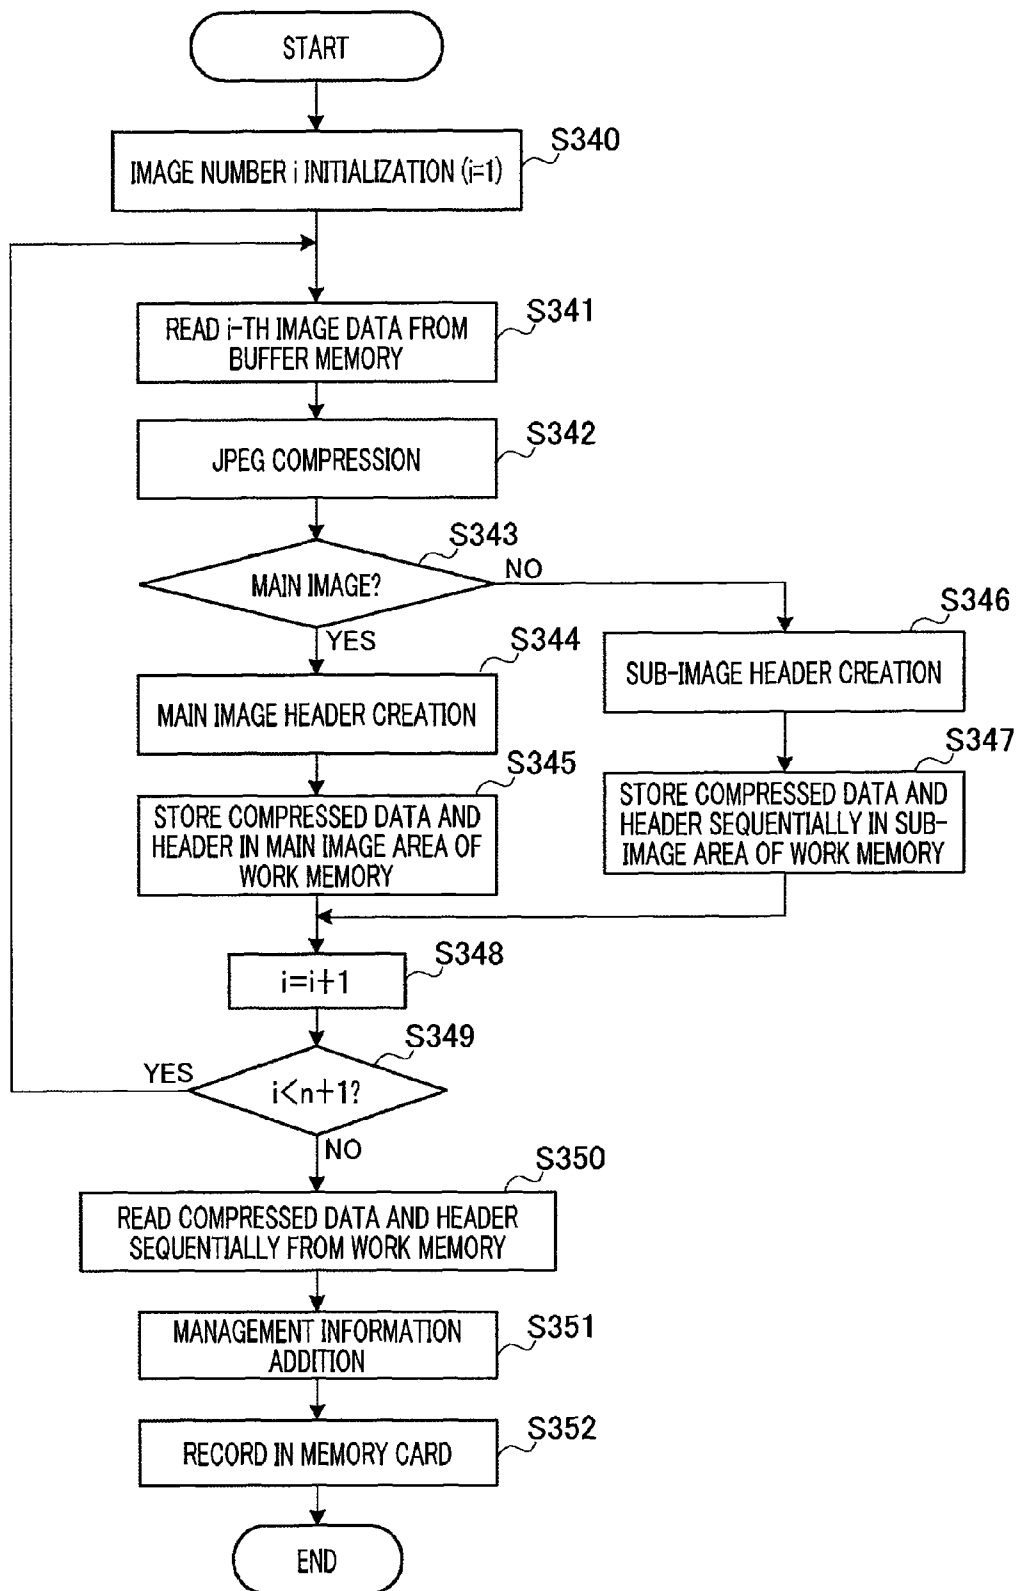 START
S340
IMAGE NUMBER i INITIALIZATION (i=1)
S341
READ i-TH IMAGE DATA FROM
BUFFER MEMORY
S342
JPEG COMPRESSION
S343
MAIN IMAGE?
NO
YES
S344
MAIN IMAGE HEADER CREATION
S346
SUB-IMAGE HEADER CREATION
S345
STORE COMPRESSED DATA AND
HEADER IN MAIN IMAGE AREA OF
WORK MEMORY
S347
STORE COMPRESSED DATA AND
HEADER SEQUENTIALLY IN SUB-
IMAGE AREA OF WORK MEMORY
S348
i=i+1
S349
YES
i<n+1?
NO
S350
READ COMPRESSED DATA AND HEADER
SEQUENTIALLY FROM WORK MEMORY
S351
MANAGEMENT INFORMATION
ADDITION
S352
RECORD IN MEMORY CARD
END